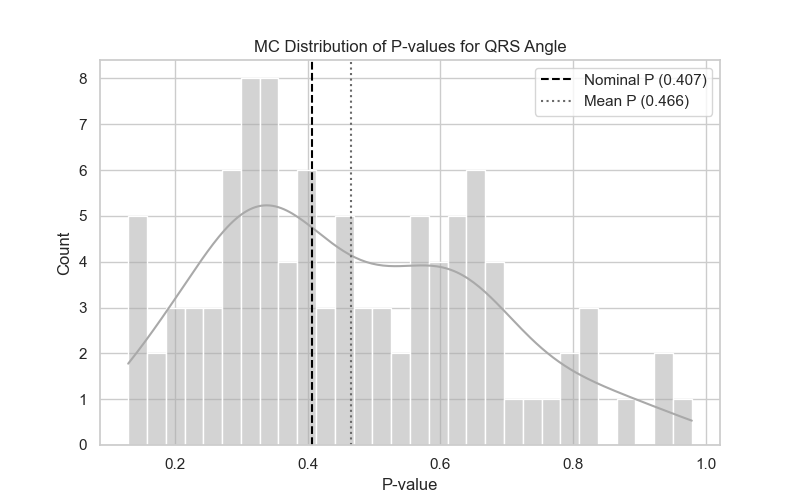 MC Distribution of P-values for QRS Angle
Nominal P (0.407)
Mean P (0.466)
Count
8
7
6
5
4
3
2
1
0
0.2 0.4 0.6 0.8 1.0
P-value